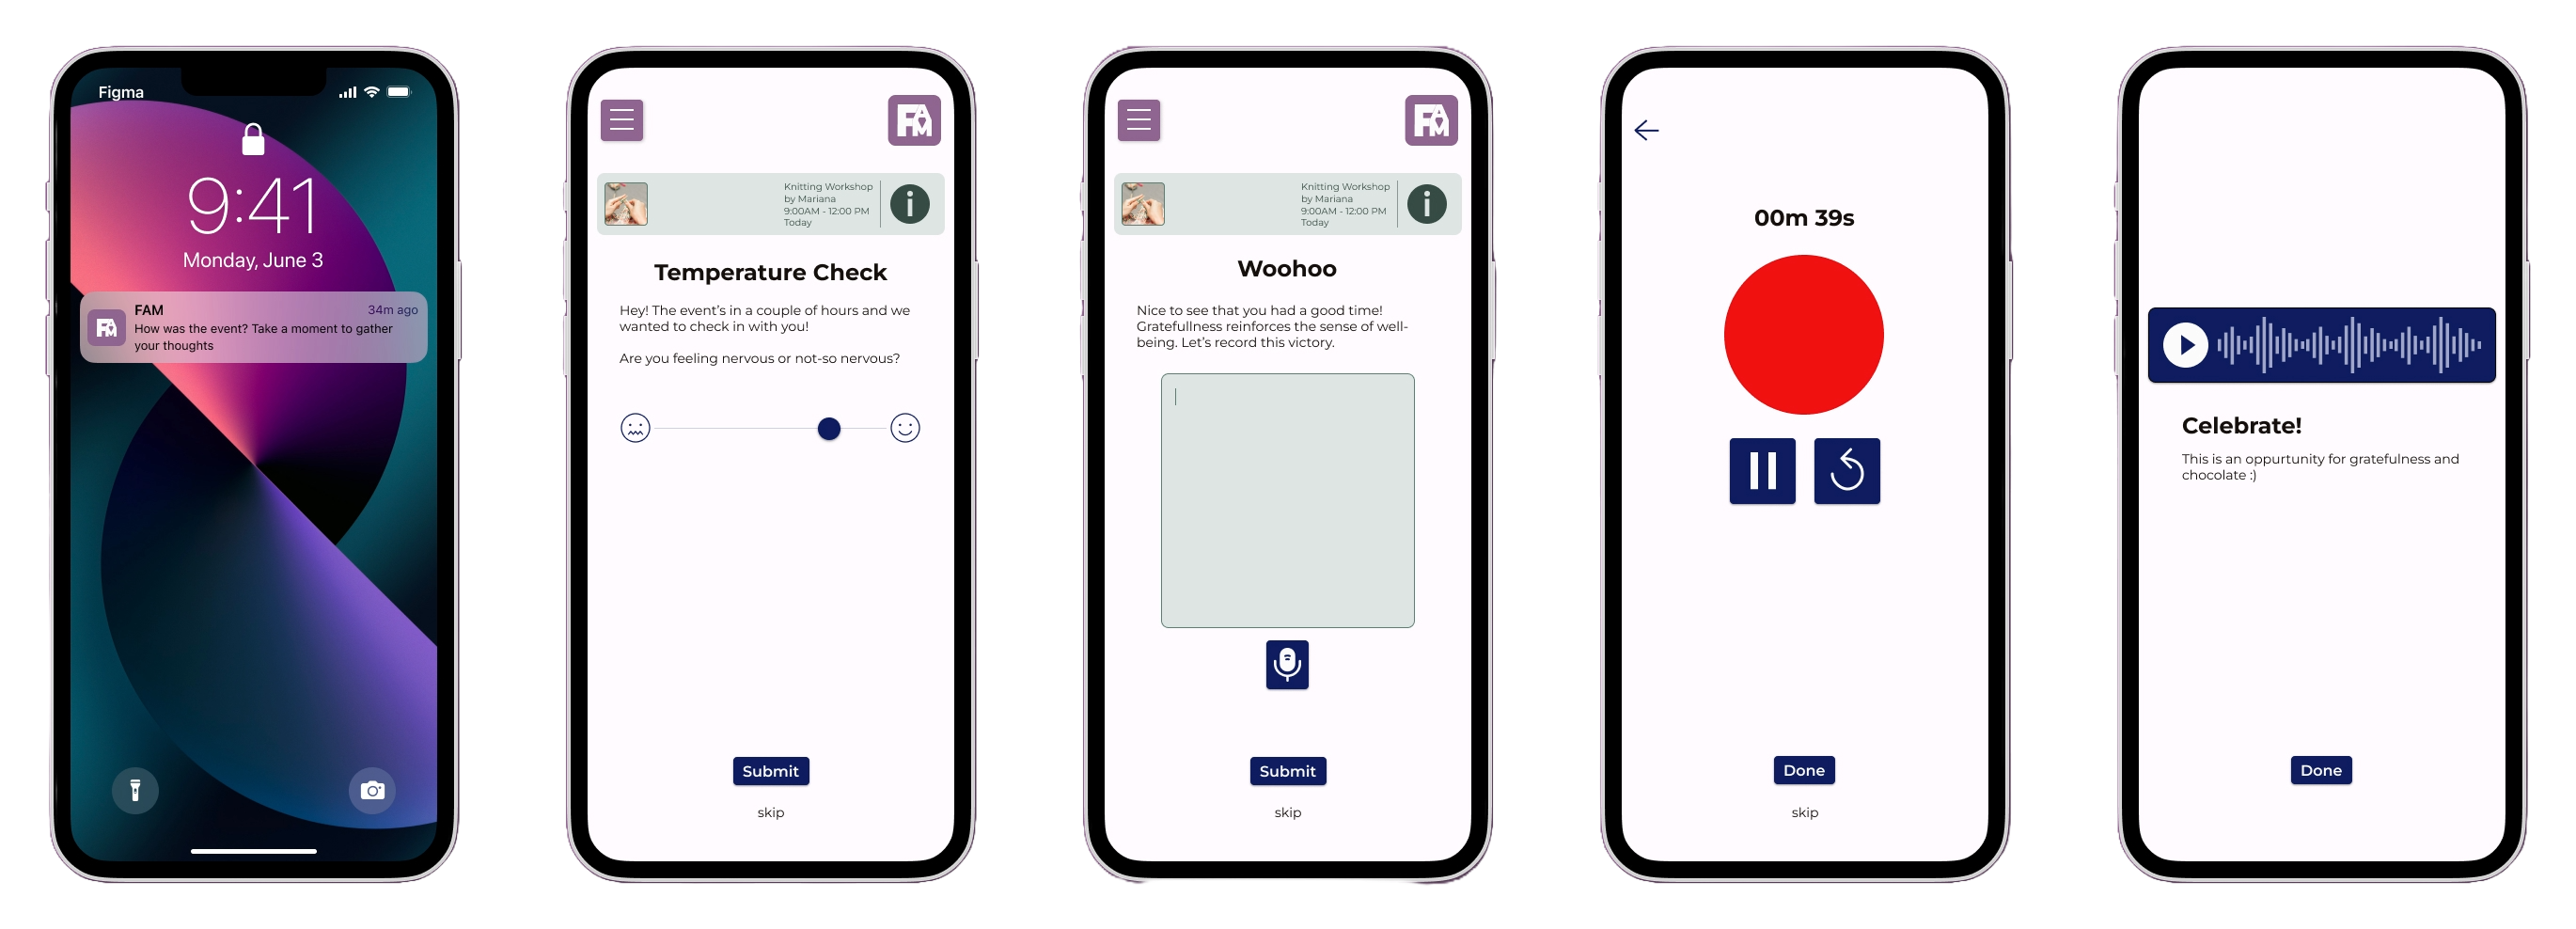 Figma
9:41
Monday, June 3
FAM
34m ago
How was the event? Take a moment to gather
your thoughts
FAM
Knitting Workshop
by Mariana
9:00AM - 12:00 PM
Today
Temperature Check
Hey! The event's in a couple of hours and we
wanted to check in with you!
Are you feeling nervous or not-so nervous?
Submit
skip
FAM
Knitting Workshop
by Mariana
9:00AM - 12:00 PM
Today
Woohoo
Nice to see that you had a good time!
Gratefullness reinforces the sense of well-
being. Let's record this victory.
Submit
skip
00m 39s
Done
skip
Celebrate!
This is an oppurtunity for gratefulness and
chocolate :)
Done